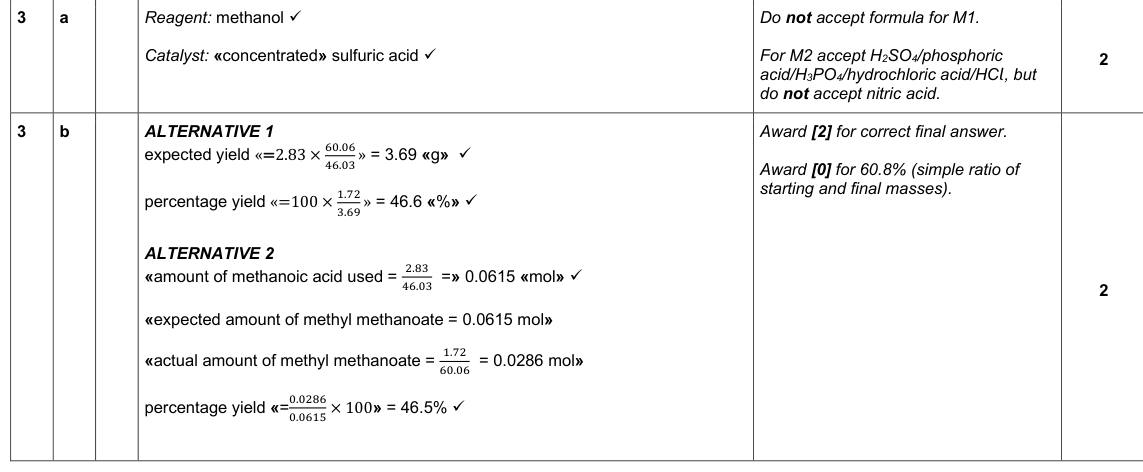 3 a Reagent: methanol ✓ Do not accept formula for M1.
Catalyst: «concentrated» sulfuric acid ✓ For M2 accept H₂SO₄/phosphoric
acid/H₃PO₄/hydrochloric acid/HCl, but
do not accept nitric acid.
2
3 b ALTERNATIVE 1 Award [2] for correct final answer.
expected yield «=2.83 × 60.06/46.03» = 3.69 «g» ✓
Award [0] for 60.8% (simple ratio of
starting and final masses).
percentage yield «=100 × 1.72/3.69» = 46.6 «%» ✓
ALTERNATIVE 2
«amount of methanoic acid used = 2.83/46.03 =» 0.0615 «mol» ✓
2
«expected amount of methyl methanoate = 0.0615 mol»
«actual amount of methyl methanoate = 1.72/60.06 = 0.0286 mol»
percentage yield «=0.0286/0.0615 × 100» = 46.5% ✓